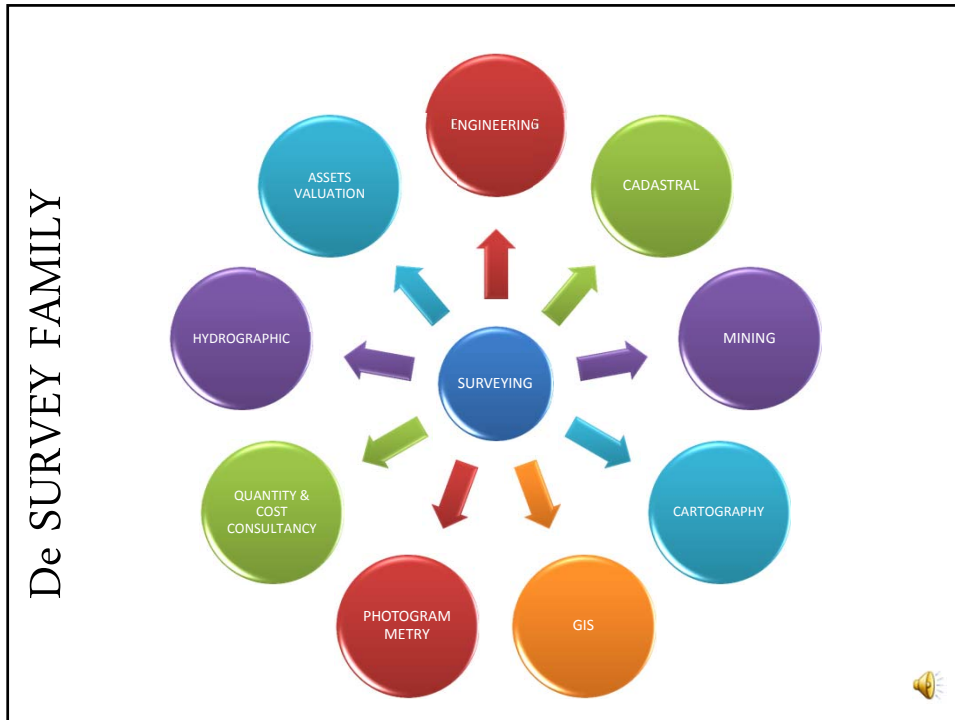 De SURVEY FAMILY
ENGINEERING
CADASTRAL
MINING
CARTOGRAPHY
GIS
PHOTOGRAM
METRY
QUANTITY &
COST
CONSULTANCY
HYDROGRAPHIC
ASSETS
VALUATION
SURVEYING